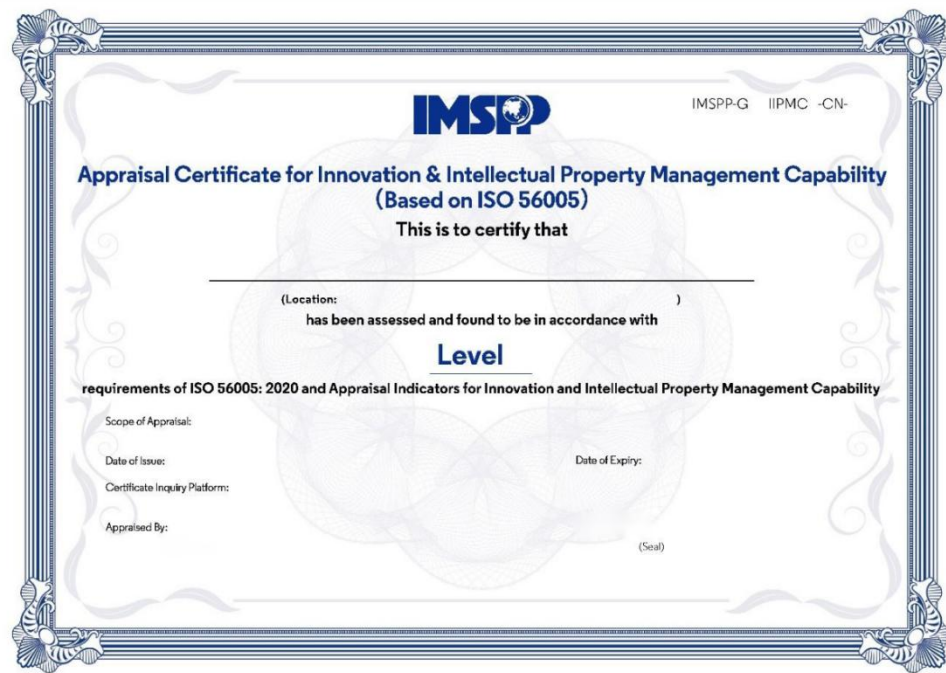 IMSPP
IMSPP-G IIPMC -CN-
Appraisal Certificate for Innovation & Intellectual Property Management Capability
(Based on ISO 56005)
This is to certify that
(Location: )
has been assessed and found to be in accordance with
Level
requirements of ISO 56005: 2020 and Appraisal Indicators for Innovation and Intellectual Property Management Capability
Scope of Appraisal:
Date of Issue: Date of Expiry:
Certificate Inquiry Platform:
Appraised By:
(Seal)